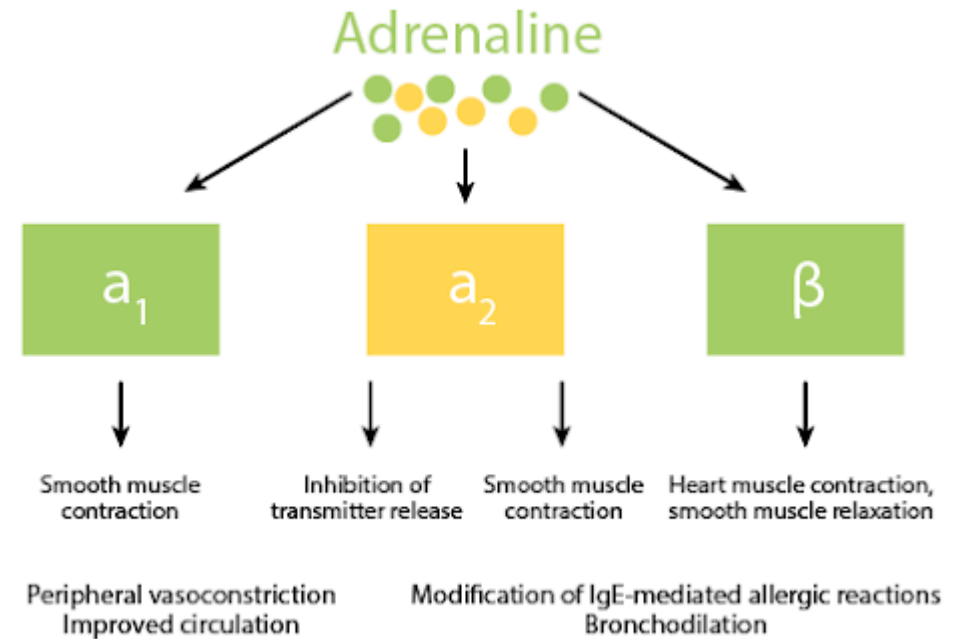 Adrenaline
a₁
a₂
β
Smooth muscle
contraction
Inhibition of
transmitter release
Smooth muscle
contraction
Heart muscle contraction,
smooth muscle relaxation
Peripheral vasoconstriction
Improved circulation
Modification of IgE-mediated allergic reactions
Bronchodilation